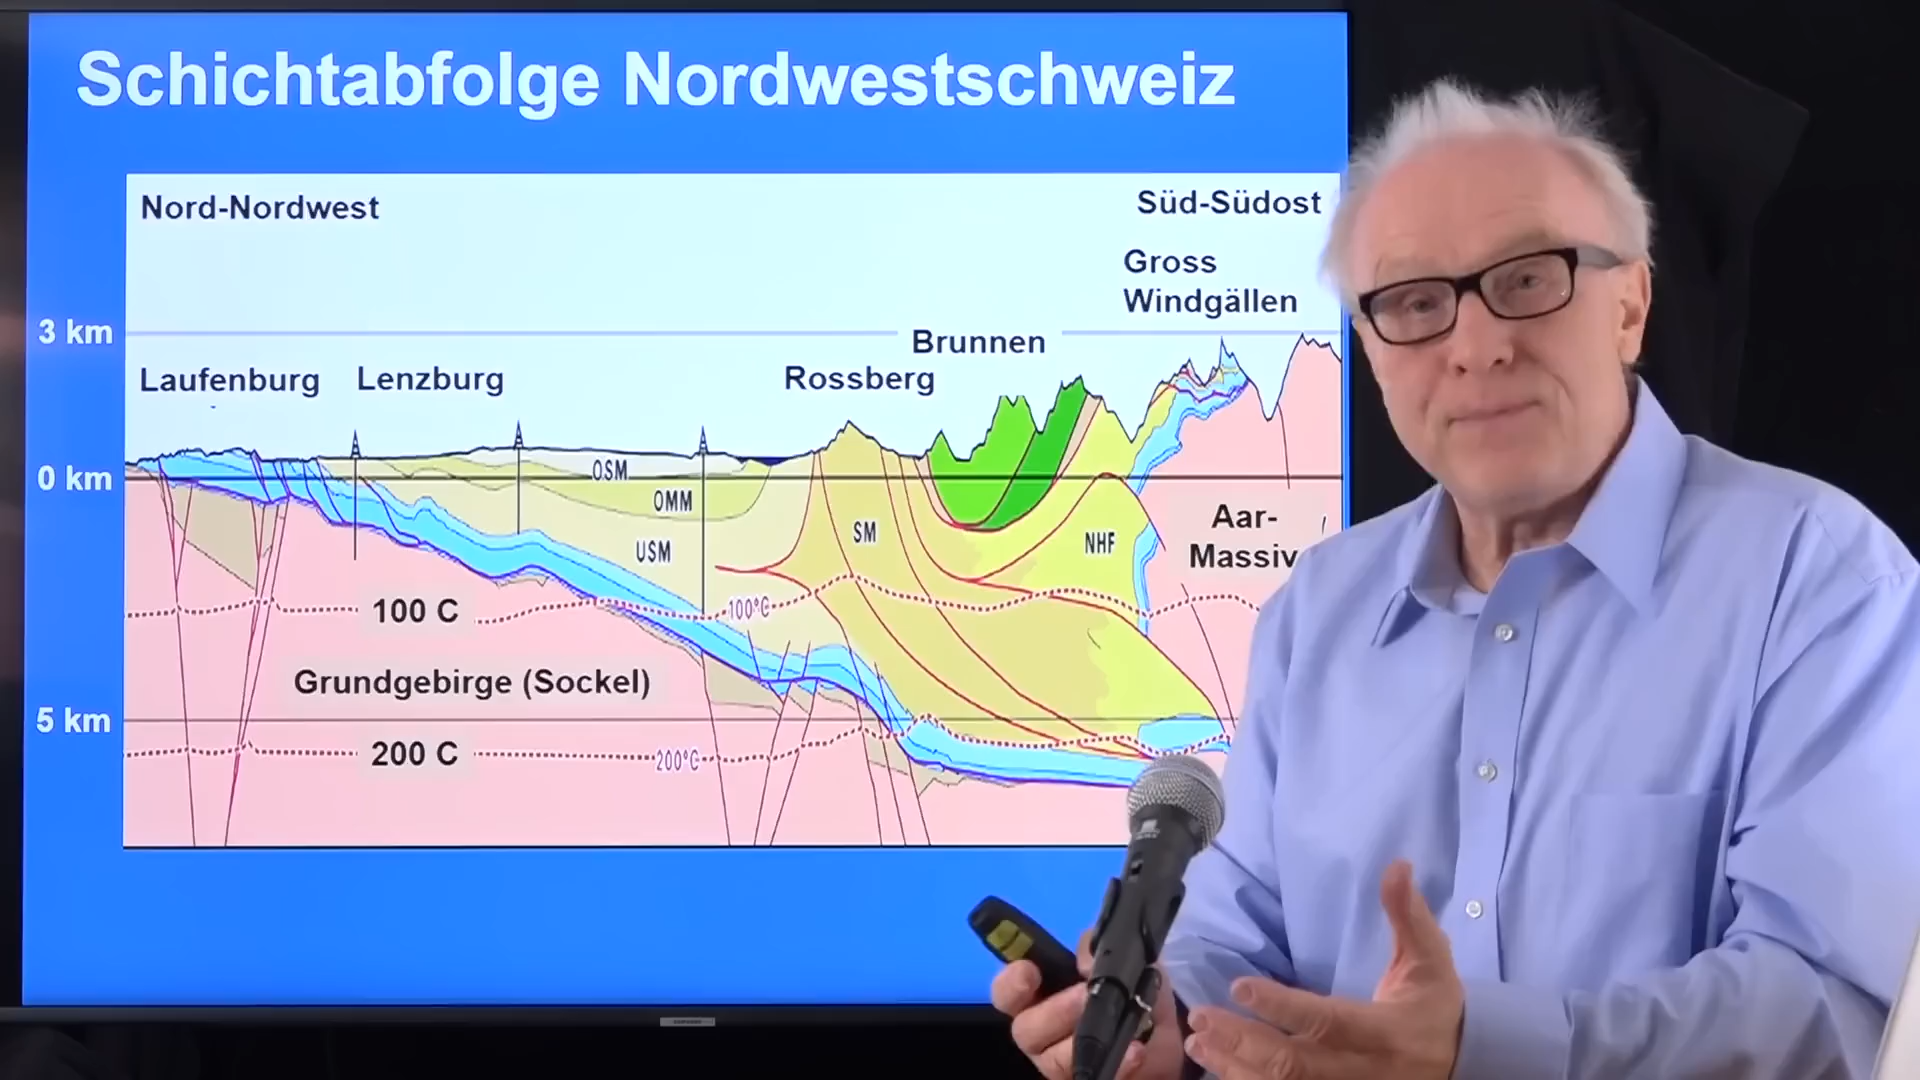 Schichtabfolge Nordwestschweiz
Nord-Nordwest
Süd-Südost
Gross
Windgällen
3 km
Brunnen
Laufenburg
Lenzburg
Rossberg
0 km
OSM
OMM
USM
SM
NHF
Aar-
Massiv
100 C
100°C
Grundgebirge (Sockel)
5 km
200 C
200°C